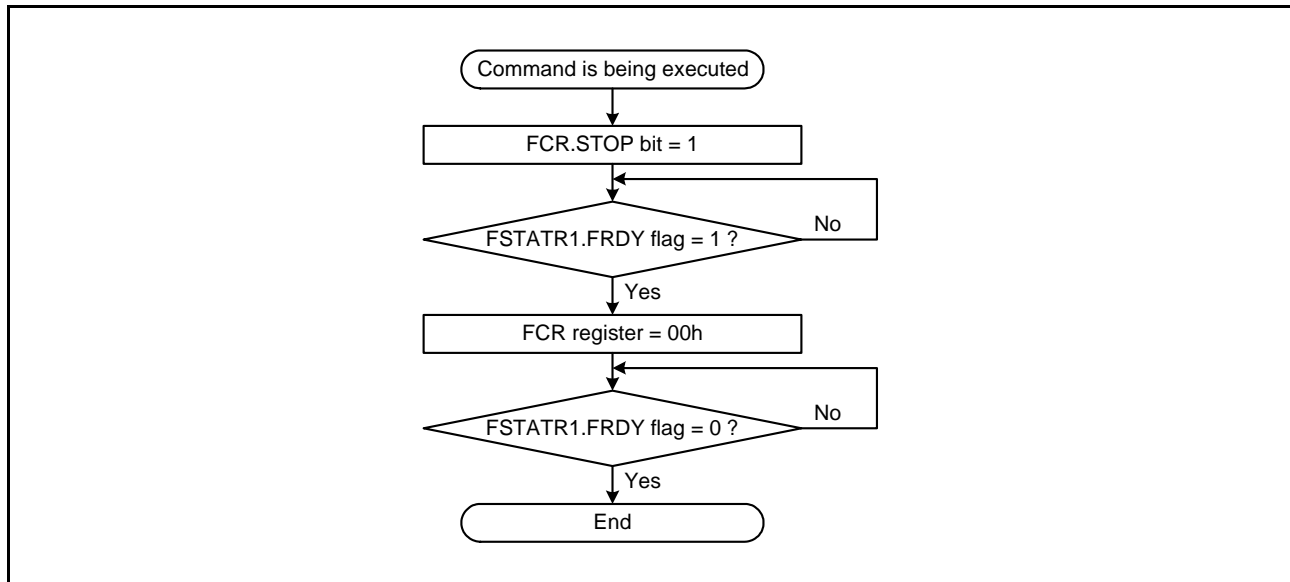 Command is being executed
FCR.STOP bit = 1
FSTATR1.FRDY flag = 1 ?
No
Yes
FCR register = 00h
FSTATR1.FRDY flag = 0 ?
No
Yes
End